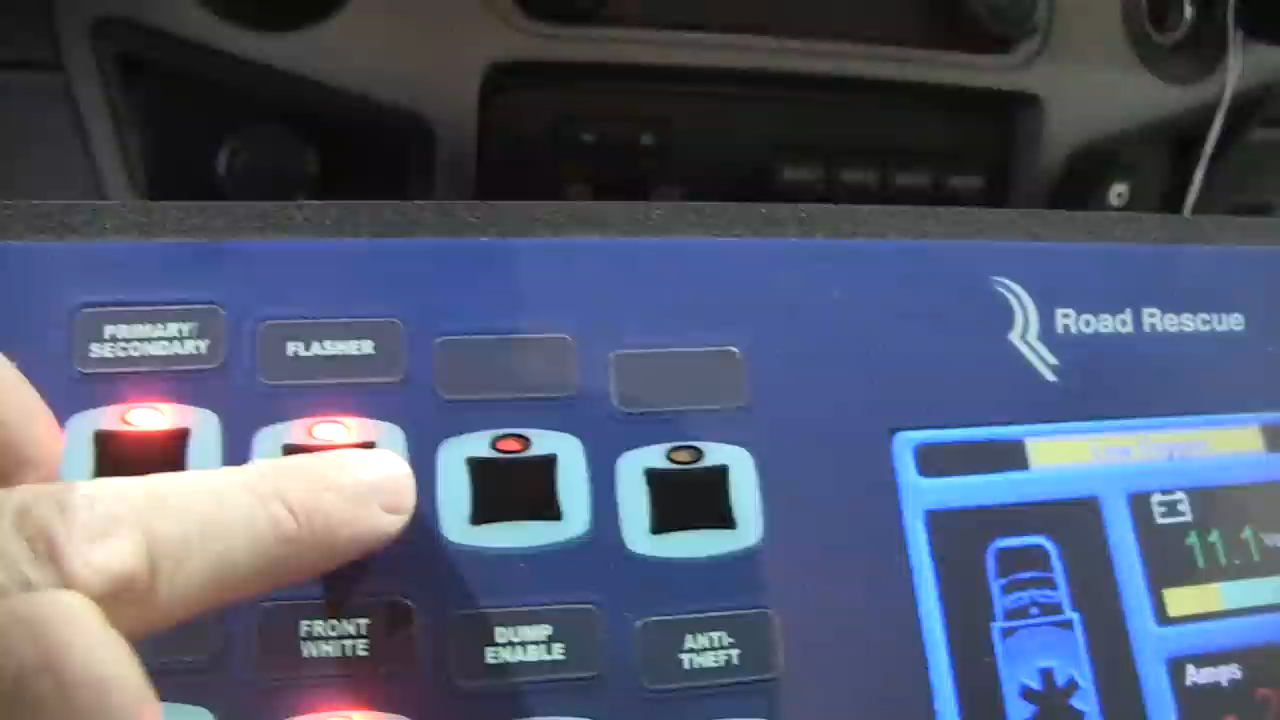 PRIMARY/
SECONDARY
FLASHER
Road Rescue
11.1
FRONT
WHITE
DUMP
ENABLE
ANTI-
THEFT
Amps